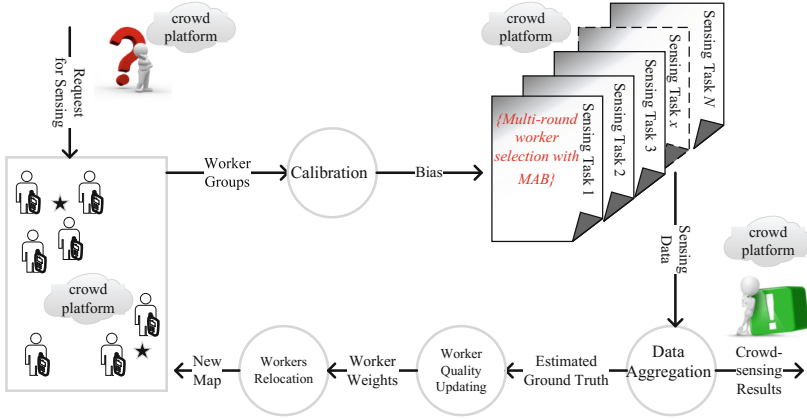 crowd
platform
Request
for Sensing
crowd
platform
Sensing Task N
Sensing Task x
Sensing Task 3
Sensing Task 2
Sensing Task 1
{Multi-round
worker
selection with
MAB}
Worker
Groups
Calibration
Bias
Sensing
Data
crowd
platform
crowd
platform
New
Map
Workers
Relocation
Worker
Weights
Worker
Quality
Updating
Estimated
Ground Truth
Data
Aggregation
Crowd-
sensing
Results